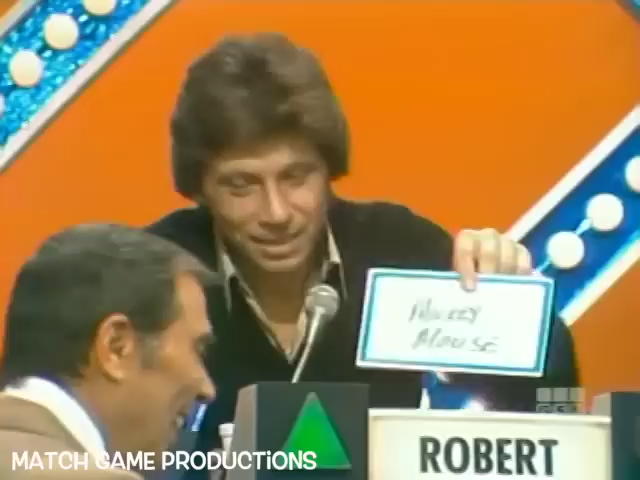 MICKEY
MOUSE
ROBERT
MATCH GAME PRODUCTIONS